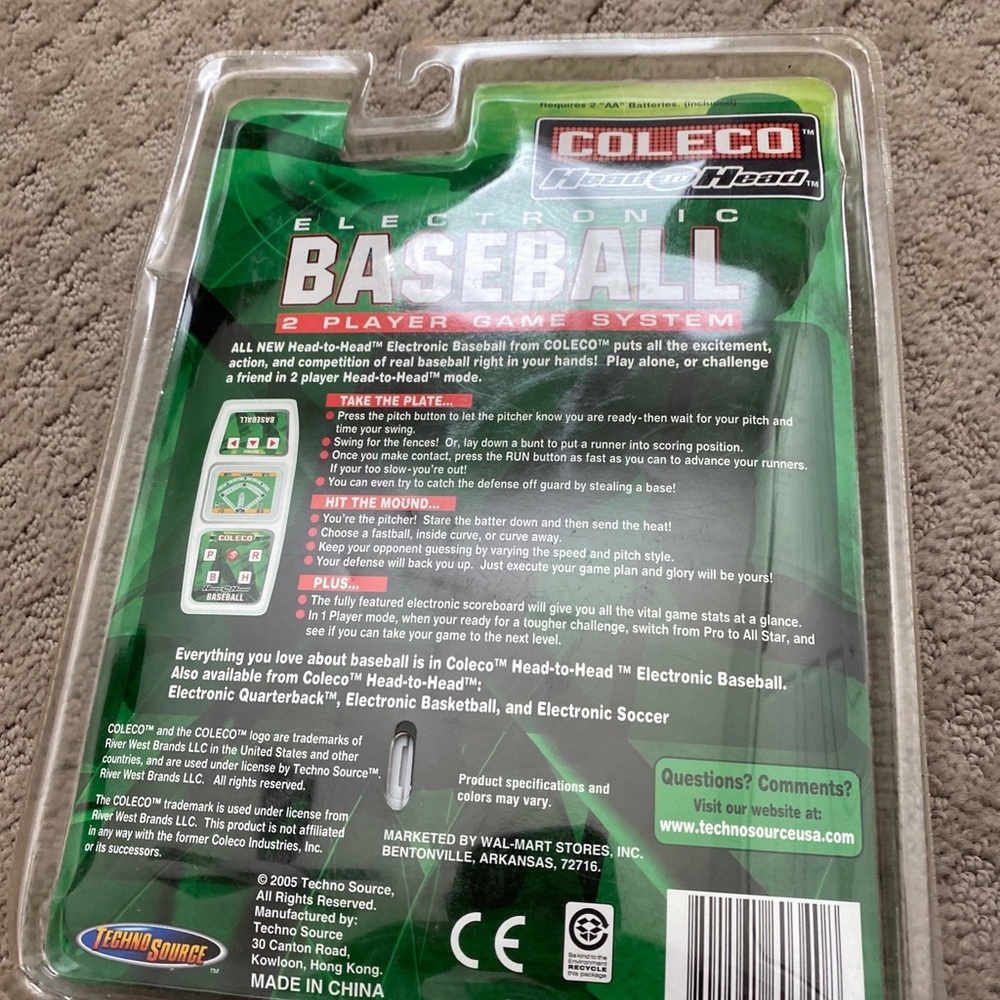 Requires 2 "AA" Batteries. (included)
COLECO™
Head to Head™
ELECTRONIC
BASEBALL
2 PLAYER GAME SYSTEM
ALL NEW Head-to-Head™ Electronic Baseball from COLECO™ puts all the excitement,
action, and competition of real baseball right in your hands! Play alone, or challenge
a friend in 2 player Head-to-Head™ mode.
TAKE THE PLATE...
Press the pitch button to let the pitcher know you are ready-then wait for your pitch and
time your swing.
Swing for the fences! Or, lay down a bunt to put a runner into scoring position.
Once you make contact, press the RUN button as fast as you can to advance your runners.
If your too slow-you're out!
You can even try to catch the defense off guard by stealing a base!
HIT THE MOUND...
You're the pitcher! Stare the batter down and then send the heat!
Choose a fastball, inside curve, or curve away.
Keep your opponent guessing by varying the speed and pitch style.
Your defense will back you up. Just execute your game plan and glory will be yours!
PLUS...
The fully featured electronic scoreboard will give you all the vital game stats at a glance.
In 1 Player mode, when your ready for a tougher challenge, switch from Pro to All Star, and
see if you can take your game to the next level.
BASEBALL
COLECO
P S R
B H
Head to Head
BASEBALL
Everything you love about baseball is in Coleco™ Head-to-Head ™ Electronic Baseball.
Also available from Coleco™ Head-to-Head™:
Electronic Quarterback™, Electronic Basketball, and Electronic Soccer
COLECO™ and the COLECO™ logo are trademarks of
River West Brands LLC in the United States and other
countries, and are used under license by Techno Source™.
River West Brands LLC. All rights reserved.
The COLECO™ trademark is used under license from
River West Brands LLC. This product is not affiliated
in any way with the former Coleco Industries, Inc.
or its successors.
Product specifications and
colors may vary.
MARKETED BY WAL-MART STORES, INC.
BENTONVILLE, ARKANSAS, 72716.
Questions? Comments?
Visit our website at:
www.technosourceusa.com
© 2005 Techno Source,
All Rights Reserved.
Manufactured by:
Techno Source
30 Canton Road,
Kowloon, Hong Kong.
MADE IN CHINA
TECHNO SOURCE™
CE
Be kind to the
Environment
RECYCLE
this package